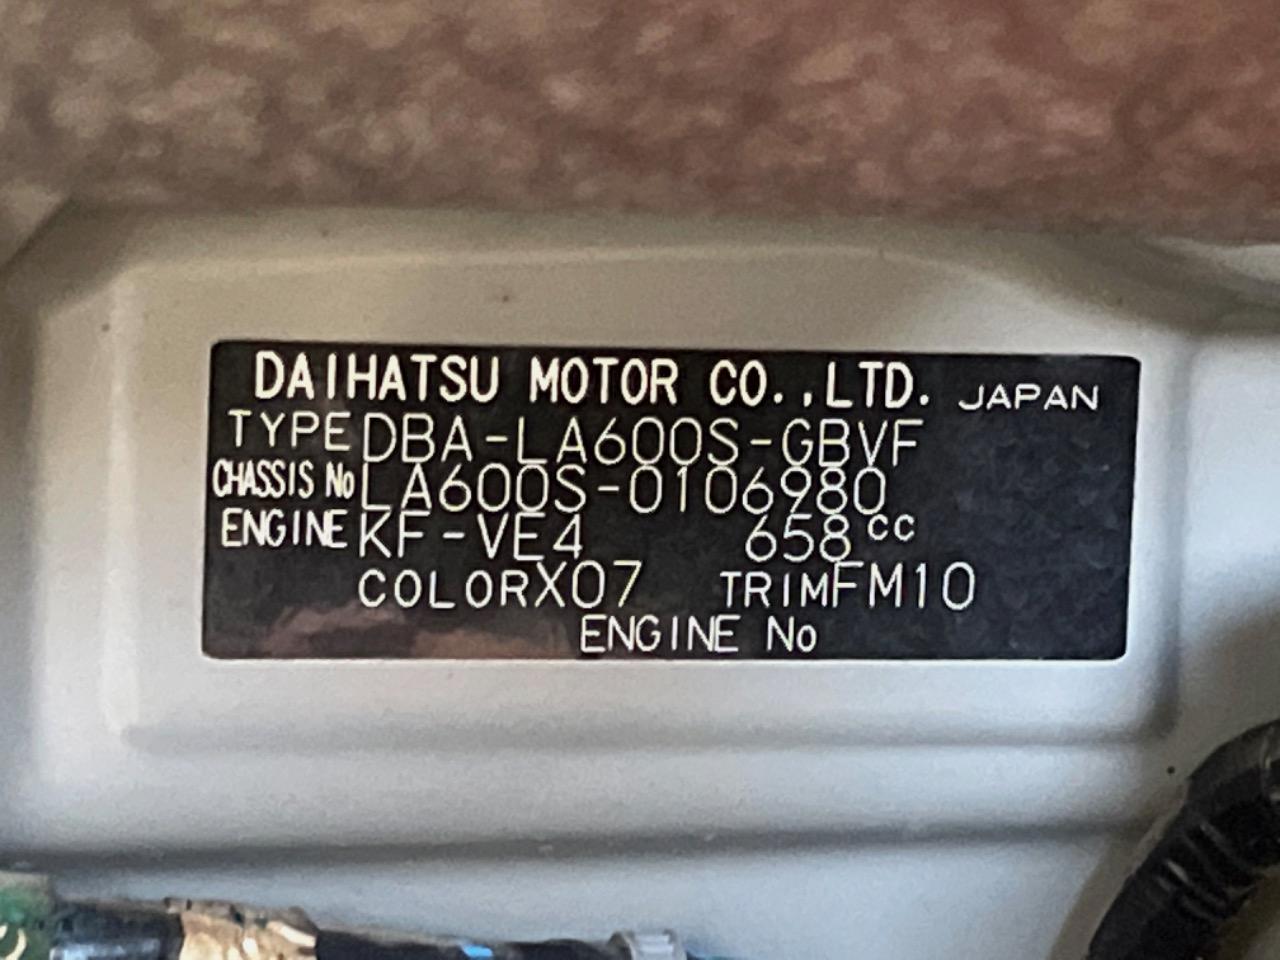 DAIHATSU MOTOR CO.,LTD. JAPAN
TYPE DBA-LA600S-GBVF
CHASSIS No LA600S-0106980
ENGINE KF-VE4 658cc
COLOR X07 TRIM FM10
ENGINE No